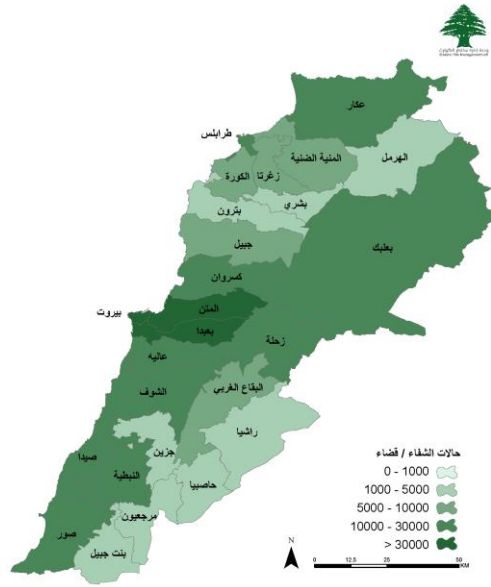 عكار
طرابلس
المنية الضنية
الهرمل
زغرتا
الكورة
بشري
بترون
جبيل
بعلبك
كسروان
المتن
بيروت
بعبدا
زحلة
عاليه
الشوف
البقاع الغربي
راشيا
جزين
صيدا
النبطية
حاصبيا
مرجعيون
صور
بنت جبيل
حالات الشفاء / قضاء
0 - 1000
1000 - 5000
5000 - 10000
10000 - 30000
> 30000
N
0 12.5 25 50
KM